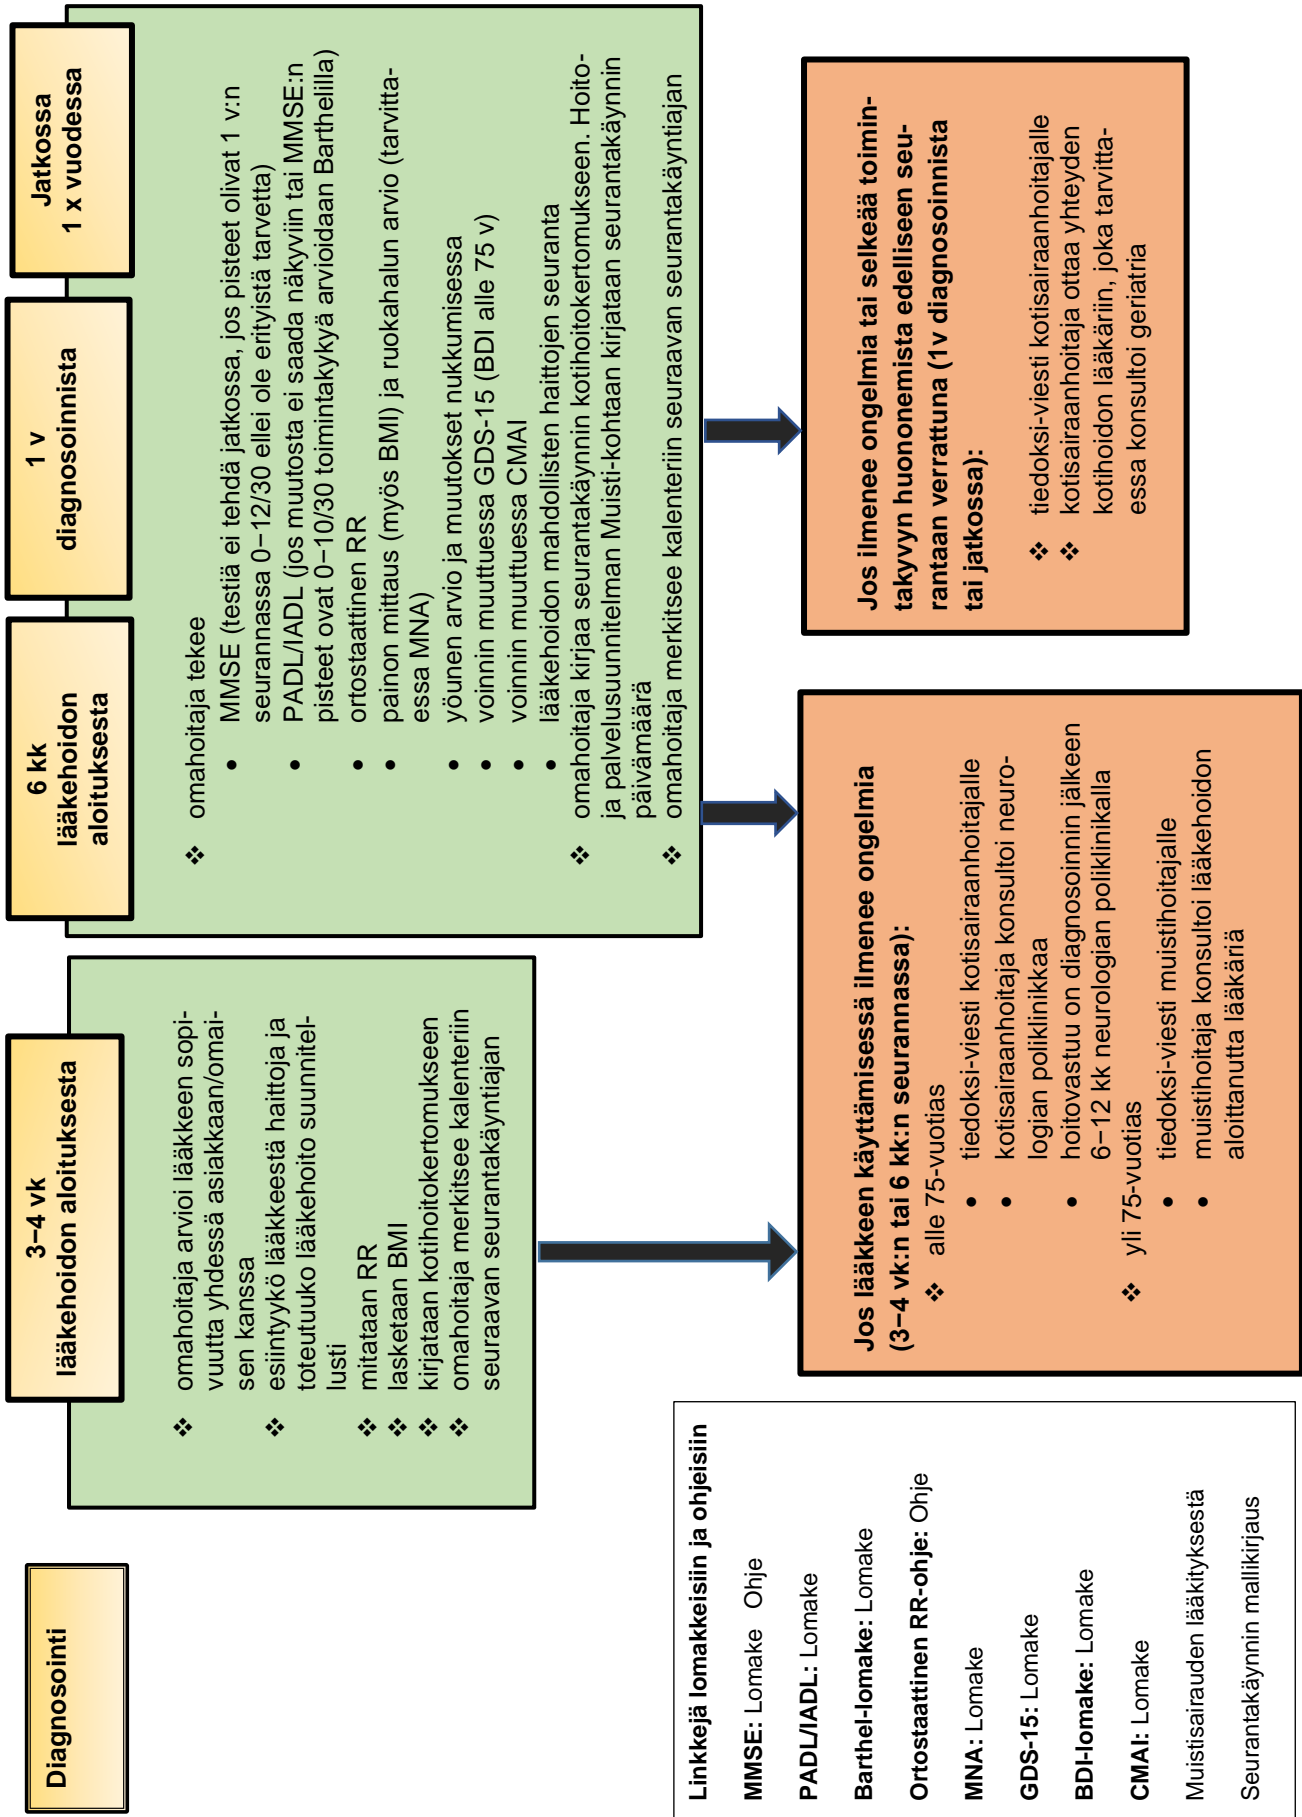 Diagnosointi
3–4 vk
lääkehoidon aloituksesta
❖ omahoitaja arvioi lääkkeen sopi-
vuutta yhdessä asiakkaan/omai-
sen kanssa
❖ esiintyykö lääkkeestä haittoja ja
toteutuuko lääkehoito suunnitel-
lusti
❖ mitataan RR
❖ lasketaan BMI
❖ kirjataan kotihoitokertomukseen
❖ omahoitaja merkitsee kalenteriin
seuraavan seurantakäyntiajan
6 kk
lääkehoidon
aloituksesta
1 v
diagnosoinnista
Jatkossa
1 x vuodessa
❖ omahoitaja tekee
• MMSE (testiä ei tehdä jatkossa, jos pisteet olivat 1 v:n
seurannassa 0–12/30 ellei ole erityistä tarvetta)
• PADL/IADL (jos muutosta ei saada näkyviin tai MMSE:n
pisteet ovat 0–10/30 toimintakykyä arvioidaan Barthelilla)
• ortostaattinen RR
• painon mittaus (myös BMI) ja ruokahalun arvio (tarvitta-
essa MNA)
• yöunen arvio ja muutokset nukkumisessa
• voinnin muuttuessa GDS-15 (BDI alle 75 v)
• voinnin muuttuessa CMAI
• lääkehoidon mahdollisten haittojen seuranta
❖ omahoitaja kirjaa seurantakäynnin kotihoitokertomukseen. Hoito-
ja palvelusuunnitelman Muisti-kohtaan kirjataan seurantakäynnin
päivämäärä
❖ omahoitaja merkitsee kalenteriin seuraavan seurantakäyntiajan
Linkkejä lomakkeisiin ja ohjeisiin
MMSE: Lomake Ohje
PADL/IADL: Lomake
Barthel-lomake: Lomake
Ortostaattinen RR-ohje: Ohje
MNA: Lomake
GDS-15: Lomake
BDI-lomake: Lomake
CMAI: Lomake
Muistisairauden lääkityksestä
Seurantakäynnin mallikirjaus
Jos lääkkeen käyttämisessä ilmenee ongelmia
(3–4 vk:n tai 6 kk:n seurannassa):
❖ alle 75-vuotias
• tiedoksi-viesti kotisairaanhoitajalle
• kotisairaanhoitaja konsultoi neuro-
logian poliklinikkaa
• hoitovastuu on diagnosoinnin jälkeen
6–12 kk neurologian poliklinikalla
❖ yli 75-vuotias
• tiedoksi-viesti muistihoitajalle
• muistihoitaja konsultoi lääkehoidon
aloittanutta lääkäriä
Jos ilmenee ongelmia tai selkeää toimin-
takyvyn huononemista edelliseen seu-
rantaan verrattuna (1v diagnosoinnista
tai jatkossa):
❖ tiedoksi-viesti kotisairaanhoitajalle
❖ kotisairaanhoitaja ottaa yhteyden
kotihoidon lääkäriin, joka tarvitta-
essa konsultoi geriatria